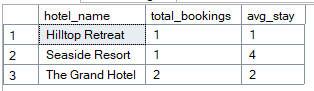 hotel_name total_bookings avg_stay
1 Hilltop Retreat 1 1
2 Seaside Resort 1 4
3 The Grand Hotel 2 2